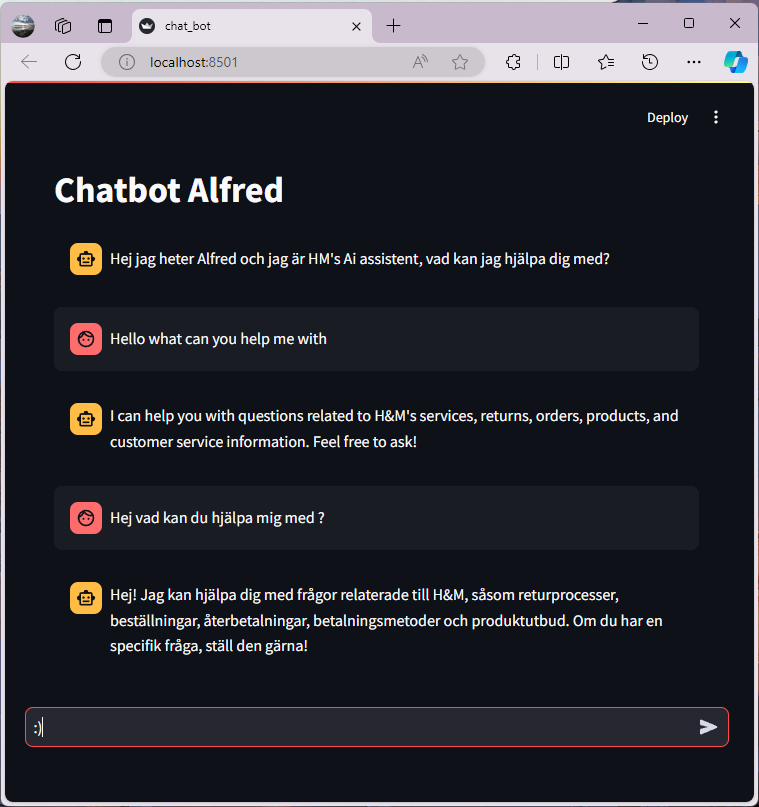 chat_bot
localhost:8501
Deploy
Chatbot Alfred
Hej jag heter Alfred och jag är HM's Ai assistent, vad kan jag hjälpa dig med?
Hello what can you help me with
I can help you with questions related to H&M's services, returns, orders, products, and
customer service information. Feel free to ask!
Hej vad kan du hjälpa mig med ?
Hej! Jag kan hjälpa dig med frågor relaterade till H&M, såsom returprocesser,
beställningar, återbetalningar, betalningsmetoder och produktutbud. Om du har en
specifik fråga, ställ den gärna!
:)